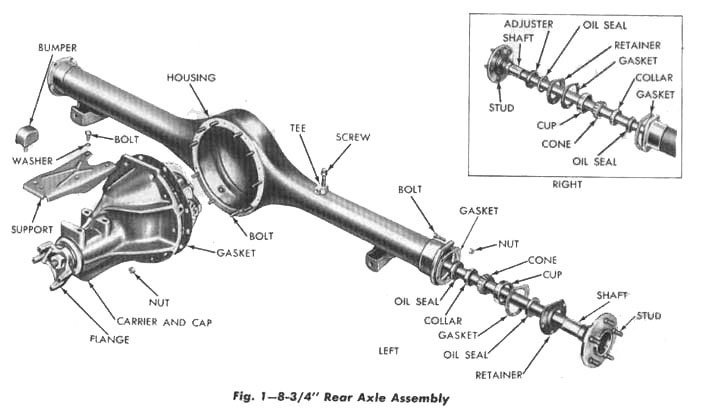 BUMPER
HOUSING
BOLT
WASHER
TEE
SCREW
SUPPORT
BOLT
GASKET
BOLT
GASKET
NUT
CONE
CUP
NUT
CARRIER AND CAP
FLANGE
OIL SEAL
COLLAR
GASKET
OIL SEAL
RETAINER
SHAFT
STUD
LEFT
ADJUSTER
SHAFT
OIL SEAL
RETAINER
GASKET
COLLAR
GASKET
STUD
CUP
CONE
OIL SEAL
RIGHT
Fig. 1—8-3/4" Rear Axle Assembly